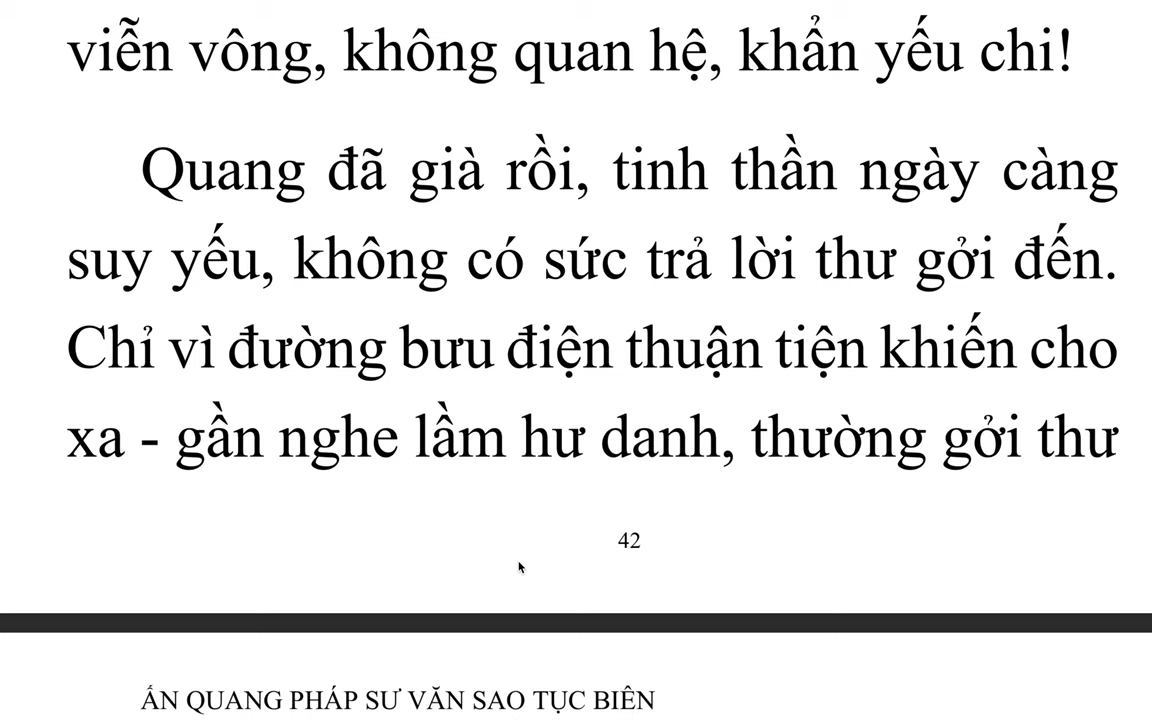 viễn vông, không quan hệ, khẩn yếu chi!
Quang đã già rồi, tinh thần ngày càng
suy yếu, không có sức trả lời thư gởi đến.
Chỉ vì đường bưu điện thuận tiện khiến cho
xa - gần nghe lầm hư danh, thường gởi thư
42
ẤN QUANG PHÁP SƯ VĂN SAO TỤC BIÊN